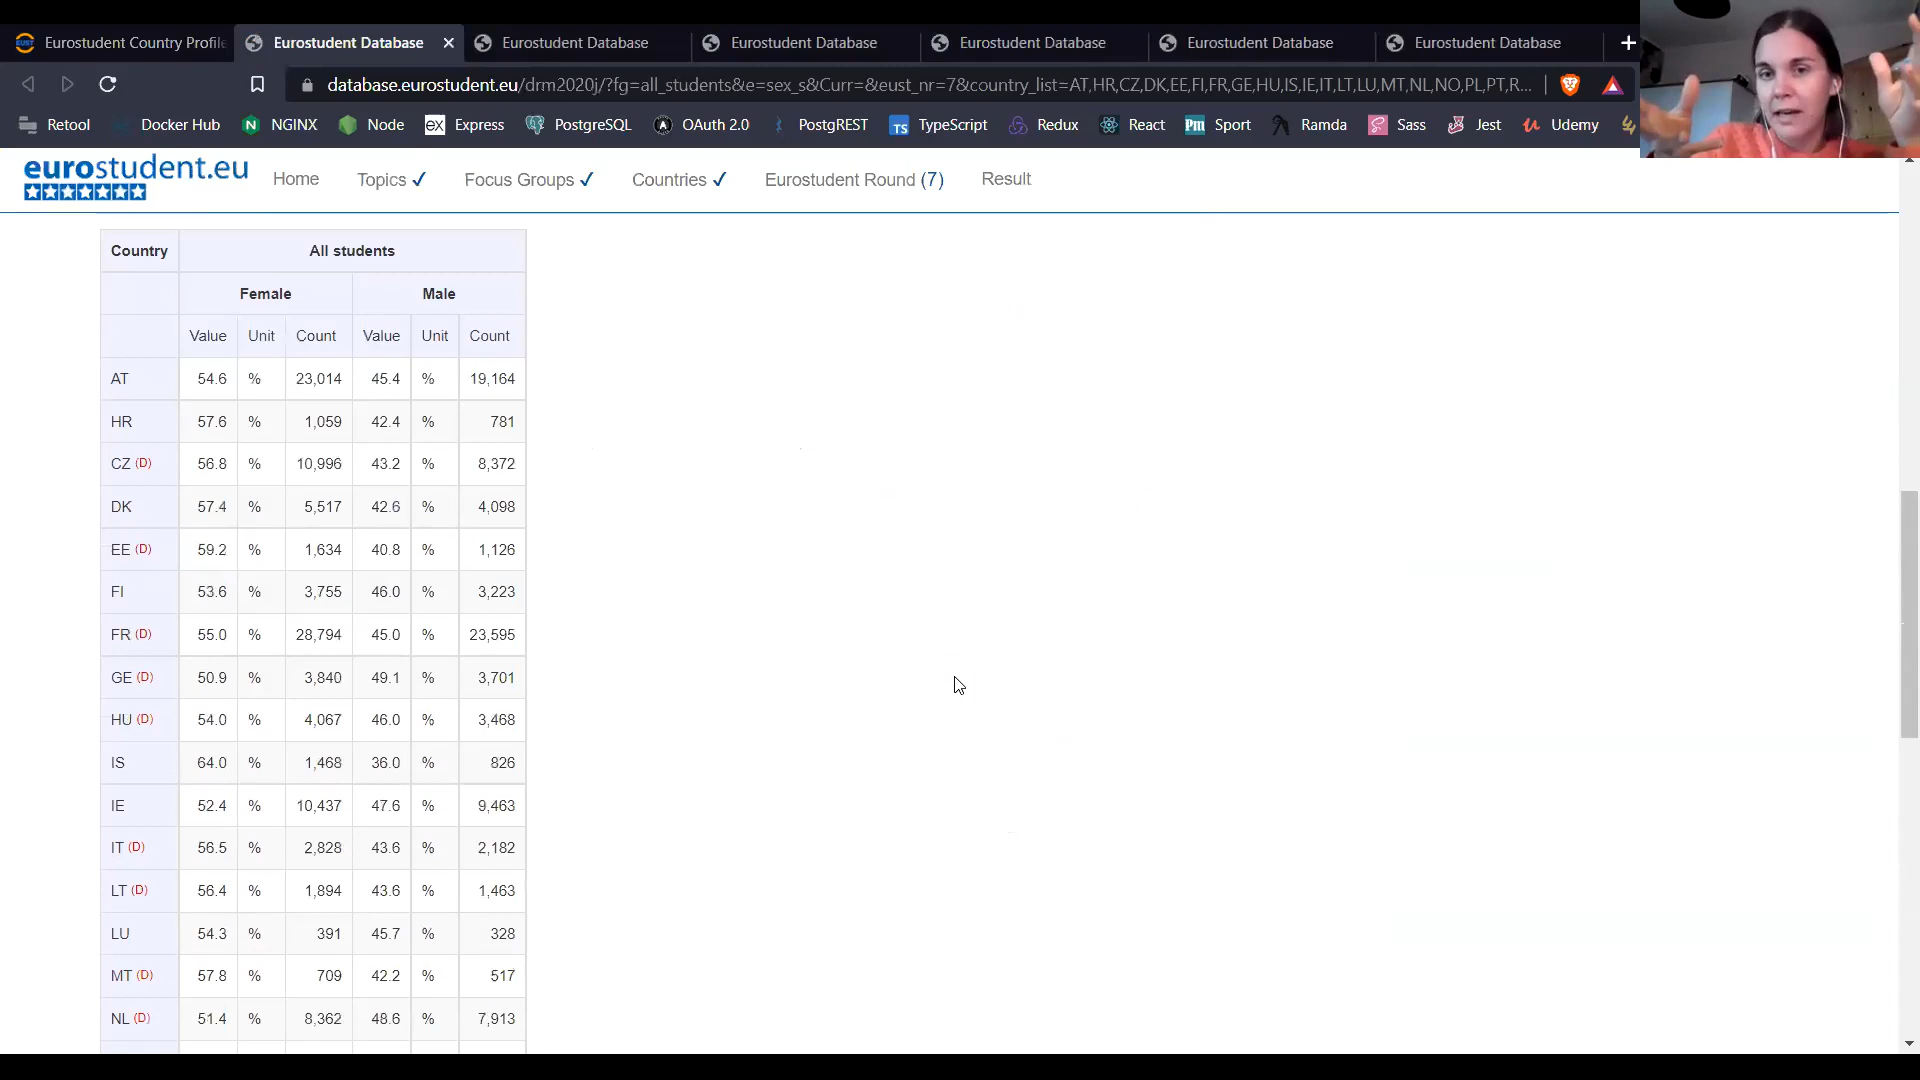 Eurostudent Country Profile Eurostudent Database Eurostudent Database Eurostudent Database Eurostudent Database Eurostudent Database Eurostudent Database
database.eurostudent.eu/drm2020j/?fg=all_students&e=sex_s&Curr=&eust_nr=7&country_list=AT,HR,CZ,DK,EE,FI,FR,GE,HU,IS,IE,IT,LT,LU,MT,NL,NO,PL,PT,R...
Retool Docker Hub NGINX Node ex Express PostgreSQL OAuth 2.0 PostgREST TS TypeScript Redux React Pm Sport Ramda Sass Jest Udemy
eurostudent.eu Home Topics Focus Groups Countries Eurostudent Round (7) Result
Country All students
Female Male
Value Unit Count Value Unit Count
AT 54.6 % 23,014 45.4 % 19,164
HR 57.6 % 1,059 42.4 % 781
CZ (D) 56.8 % 10,996 43.2 % 8,372
DK 57.4 % 5,517 42.6 % 4,098
EE (D) 59.2 % 1,634 40.8 % 1,126
FI 53.6 % 3,755 46.0 % 3,223
FR (D) 55.0 % 28,794 45.0 % 23,595
GE (D) 50.9 % 3,840 49.1 % 3,701
HU (D) 54.0 % 4,067 46.0 % 3,468
IS 64.0 % 1,468 36.0 % 826
IE 52.4 % 10,437 47.6 % 9,463
IT (D) 56.5 % 2,828 43.6 % 2,182
LT (D) 56.4 % 1,894 43.6 % 1,463
LU 54.3 % 391 45.7 % 328
MT (D) 57.8 % 709 42.2 % 517
NL (D) 51.4 % 8,362 48.6 % 7,913